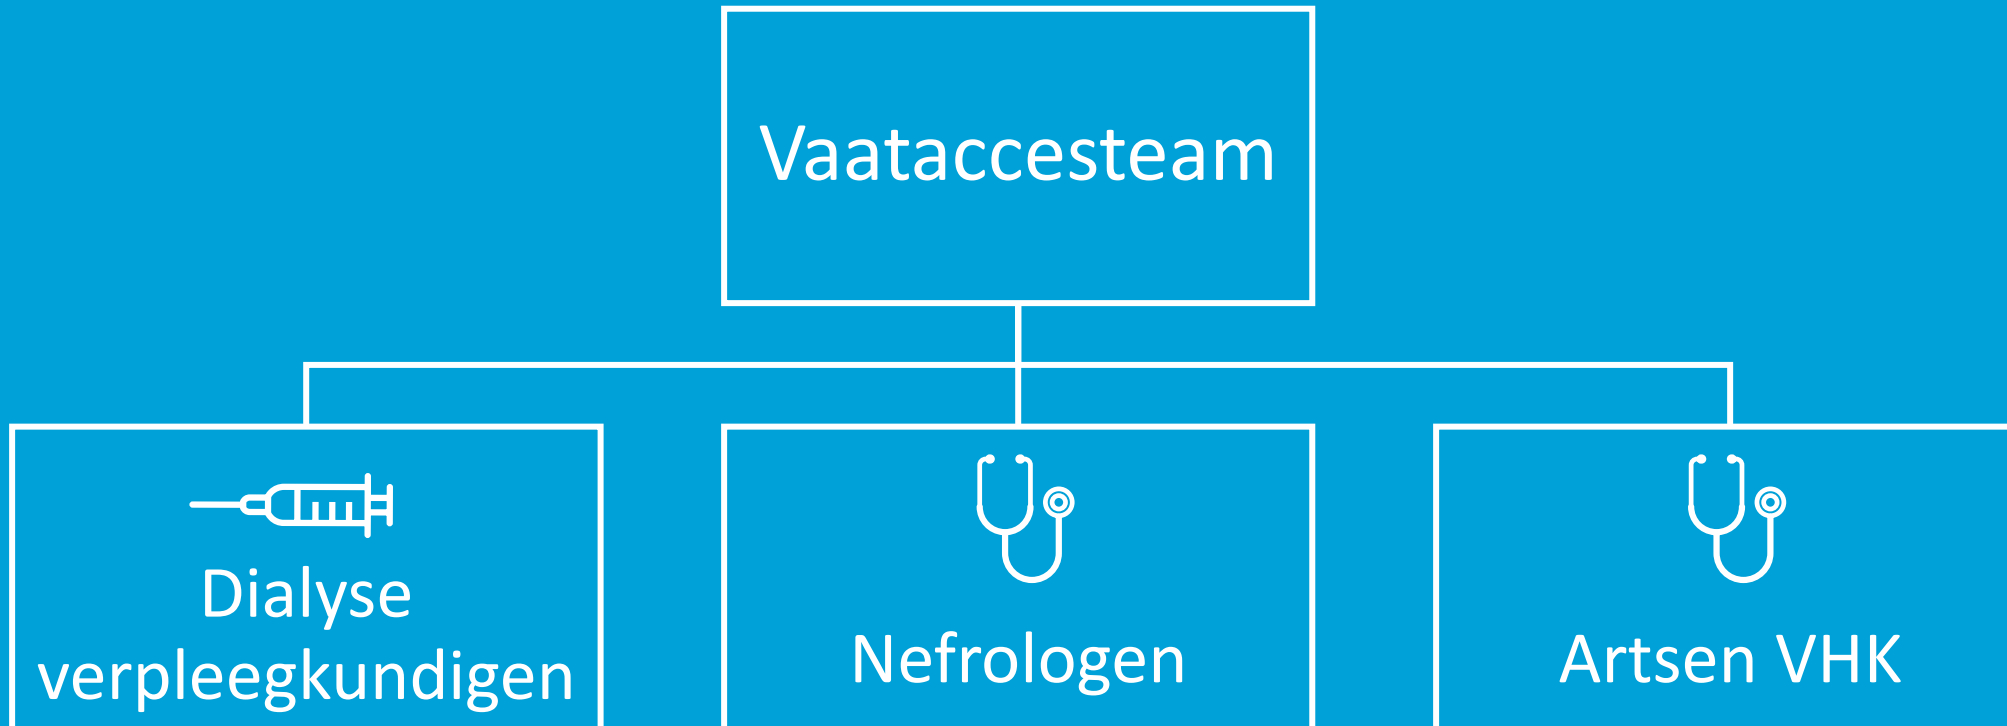 Vaataccesteam
Dialyse
verpleegkundigen
Nefrologen
Artsen VHK